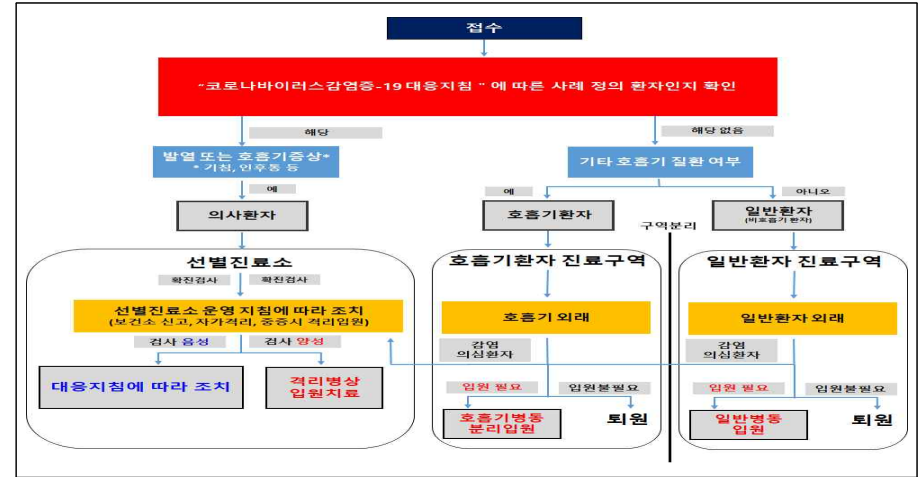 접수
"코로나바이러스감염증-19 대응지침 " 에 따른 사례 정의 환자인지 확인
해당
해당 없음
발열 또는 호흡기증상*
* 기침, 인후통 등
기타 호흡기 질환 여부
예
예
아니오
의사환자
호흡기환자
구역분리
일반환자
(비호흡기 환자)
선별진료소
호흡기환자 진료구역
일반환자 진료구역
확진검사
확진검사
선별진료소 운영 지침에 따라 조치
(보건소 신고, 자가격리, 중증시 격리입원)
호흡기 외래
일반환자 외래
검사 음성
검사 양성
감염
의심환자
감염
의심환자
대응지침에 따라 조치
격리병상
입원치료
입원 필요
입원불필요
입원 필요
입원불필요
호흡기병동
분리입원
퇴원
일반병동
입원
퇴원